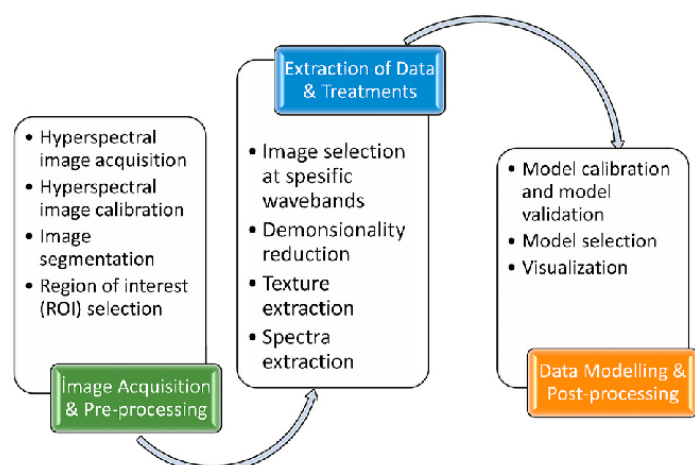 • Hyperspectral
image acquisition
• Hyperspectral
image calibration
• Image
segmentation
• Region of interest
(ROI) selection
İmage Acquisition
& Pre-processing
Extraction of Data
& Treatments
• Image selection
at spesific
wavebands
• Demonsionality
reduction
• Texture
extraction
• Spectra
extraction
• Model calibration
and model
validation
• Model selection
• Visualization
Data Modelling &
Post-processing